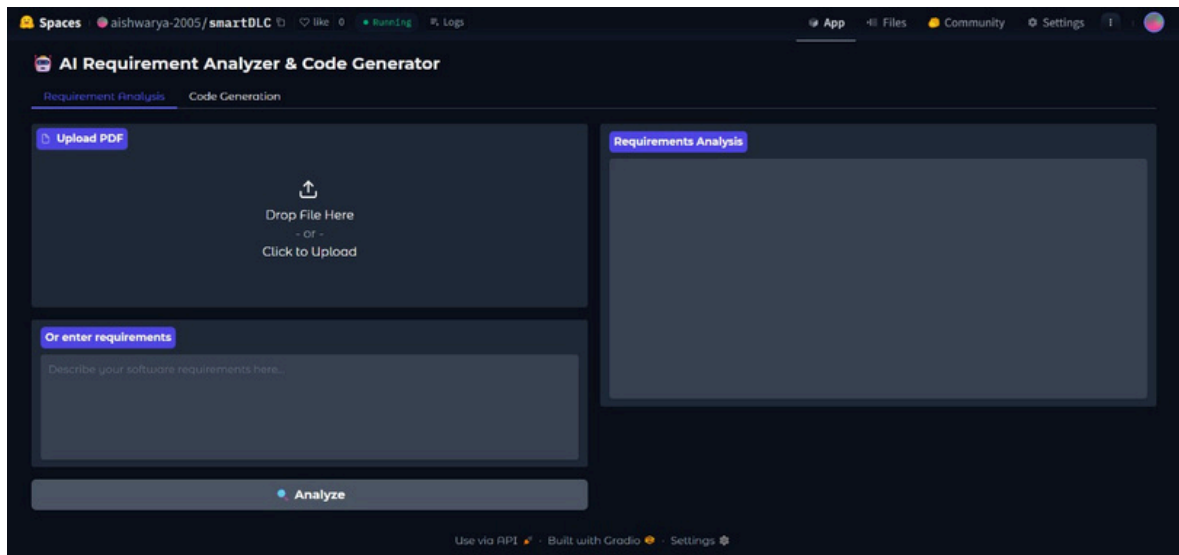 Spaces aishwarya-2005/smartDLC like 0 Running Logs App Files Community Settings
AI Requirement Analyzer & Code Generator
Requirement Analysis Code Generation
Upload PDF
Drop File Here
- or -
Click to Upload
Or enter requirements
Describe your software requirements here...
Analyze
Requirements Analysis
Use via API · Built with Gradio · Settings